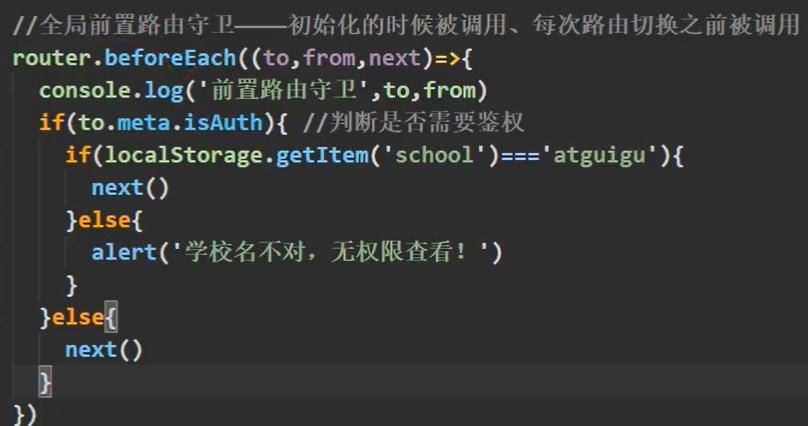 //全局前置路由守卫————初始化的时候被调用、每次路由切换之前被调用
router.beforeEach((to,from,next)=>{
console.log('前置路由守卫',to,from)
if(to.meta.isAuth){ //判断是否需要鉴权
if(localStorage.getItem('school')==='atguigu'){
next()
}else{
alert('学校名不对，无权限查看！')
}
}else{
next()
}
})